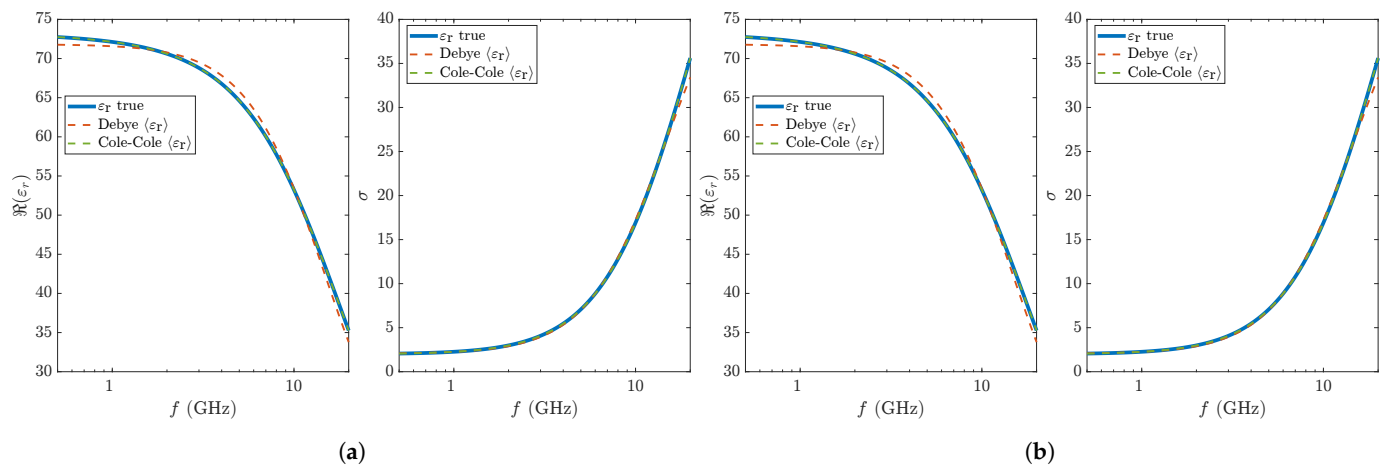 75
70
65
60
55
50
45
40
35
30
ℜ(εr)
εr true
Debye ⟨εr⟩
Cole-Cole ⟨εr⟩
1
10
f (GHz)
40
35
30
25
20
15
10
5
0
σ
εr true
Debye ⟨εr⟩
Cole-Cole ⟨εr⟩
1
10
f (GHz)
(a)
75
70
65
60
55
50
45
40
35
30
ℜ(εr)
εr true
Debye ⟨εr⟩
Cole-Cole ⟨εr⟩
1
10
f (GHz)
40
35
30
25
20
15
10
5
0
σ
εr true
Debye ⟨εr⟩
Cole-Cole ⟨εr⟩
1
10
f (GHz)
(b)